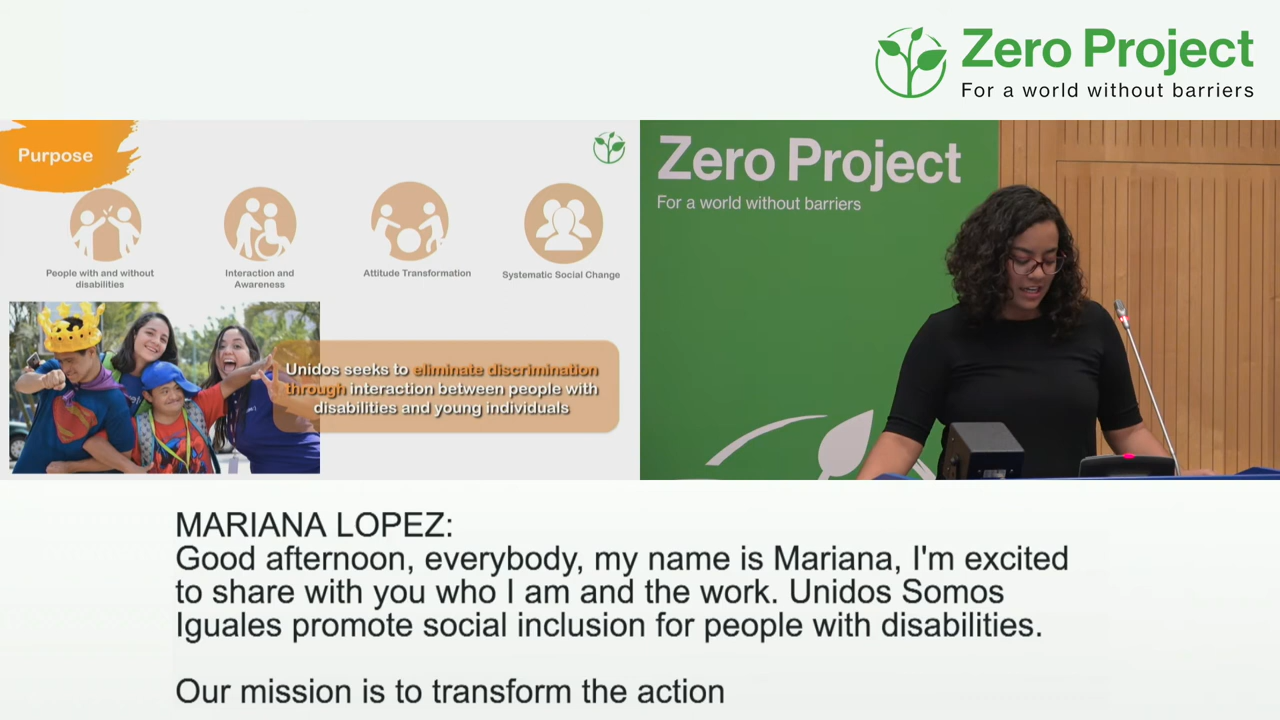 Zero Project
For a world without barriers
Purpose
People with and without
disabilities
Interaction and
Awareness
Attitude Transformation
Systematic Social Change
Unidos seeks to eliminate discrimination
through interaction between people with
disabilities and young individuals
Zero Project
For a world without barriers
MARIANA LOPEZ:
Good afternoon, everybody, my name is Mariana, I'm excited
to share with you who I am and the work. Unidos Somos
Iguales promote social inclusion for people with disabilities.
Our mission is to transform the action